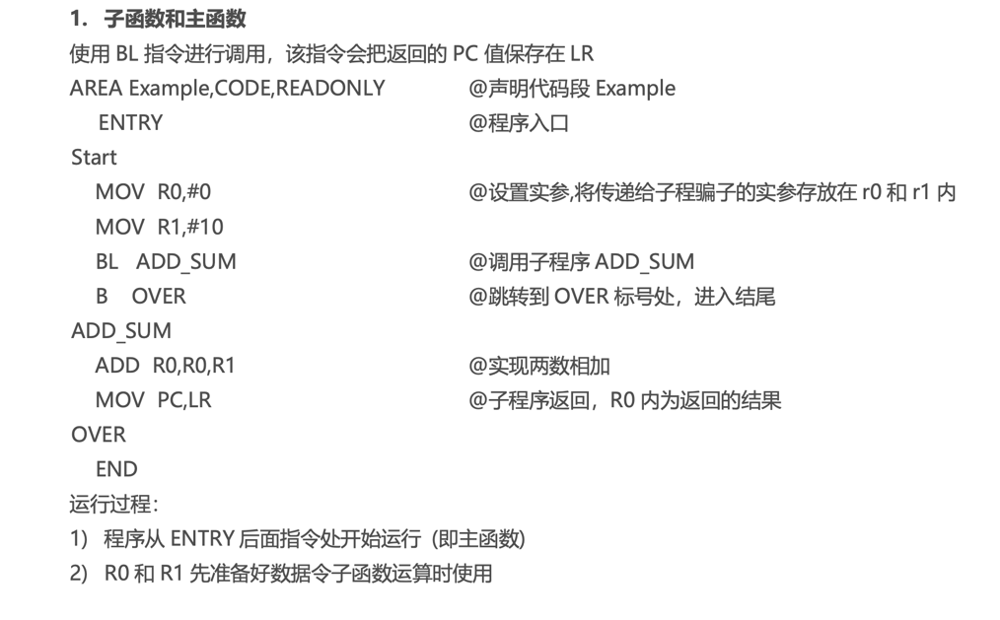 1. 子函数和主函数
使用 BL 指令进行调用，该指令会把返回的 PC 值保存在 LR
AREA Example,CODE,READONLY @声明代码段 Example
ENTRY @程序入口
Start
MOV R0,#0 @设置实参,将传递给子程骗子的实参存放在 r0 和 r1 内
MOV R1,#10
BL ADD_SUM @调用子程序 ADD_SUM
B OVER @跳转到 OVER 标号处，进入结尾
ADD_SUM
ADD R0,R0,R1 @实现两数相加
MOV PC,LR @子程序返回，R0 内为返回的结果
OVER
END
运行过程：
1) 程序从 ENTRY 后面指令处开始运行（即主函数)
2) R0 和 R1 先准备好数据令子函数运算时使用